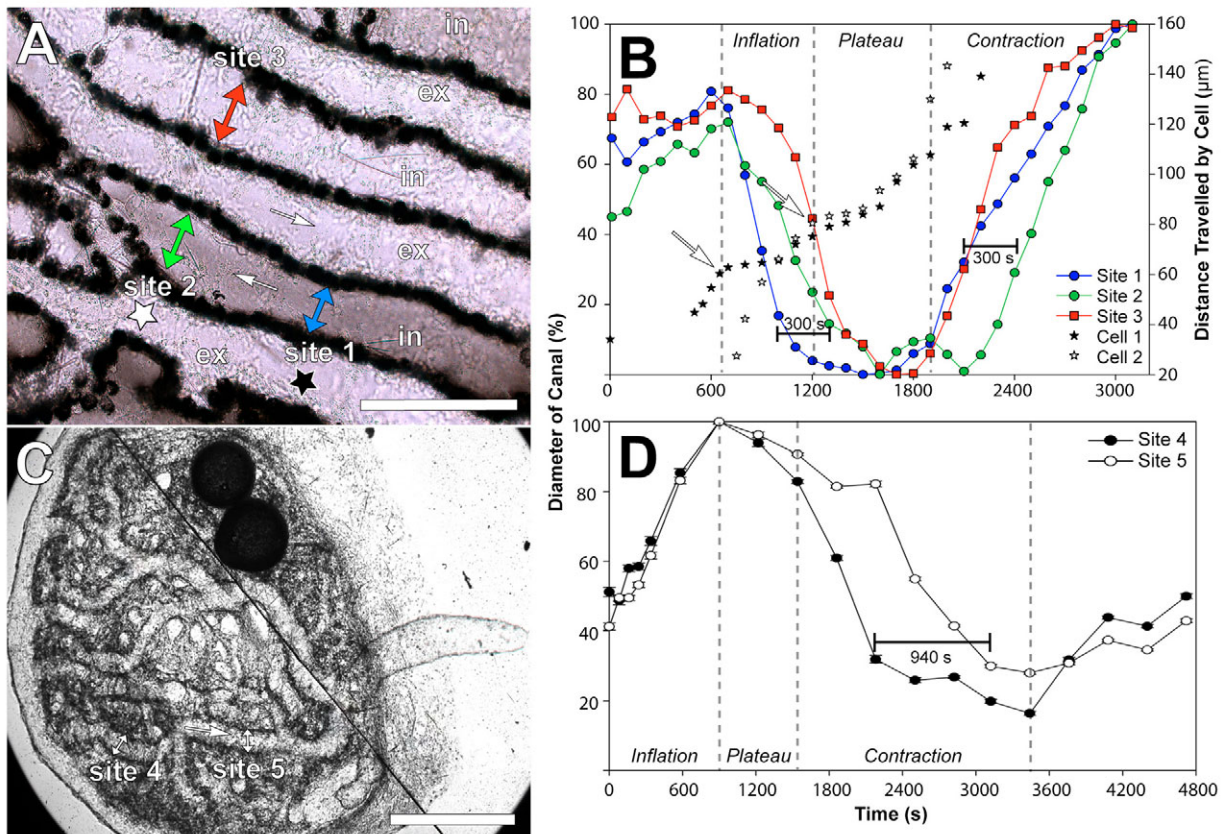 A
in
site 3
ex
in
ex
site 2
in
ex
site 1
B
Inflation
Plateau
Contraction
100
80
60
40
20
160
140
120
100
80
60
40
20
300 s
300 s
Site 1
Site 2
Site 3
Cell 1
Cell 2
0
600
1200
1800
2400
3000
Diameter of Canal (%)
Distance Travelled by Cell (µm)
C
site 4
site 5
D
100
80
60
40
20
0
Site 4
Site 5
940 s
Inflation
Plateau
Contraction
0
600
1200
1800
2400
3000
3600
4200
4800
Time (s)